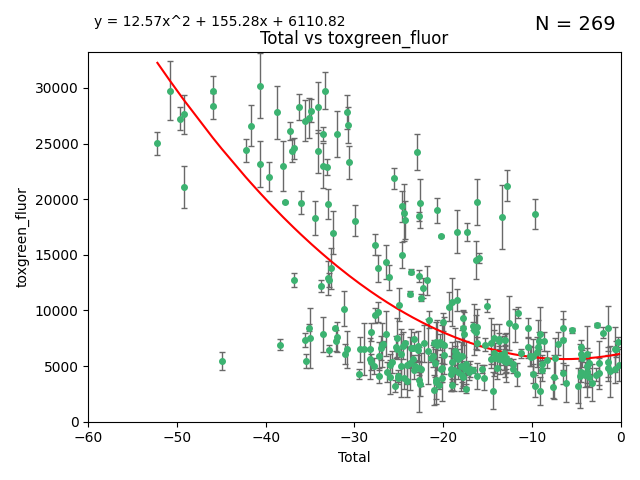 y = 12.57x^2 + 155.28x + 6110.82
N = 269
Total vs toxgreen_fluor
30000
25000
20000
15000
10000
5000
0
toxgreen_fluor
−60 −50 −40 −30 −20 −10 0
Total